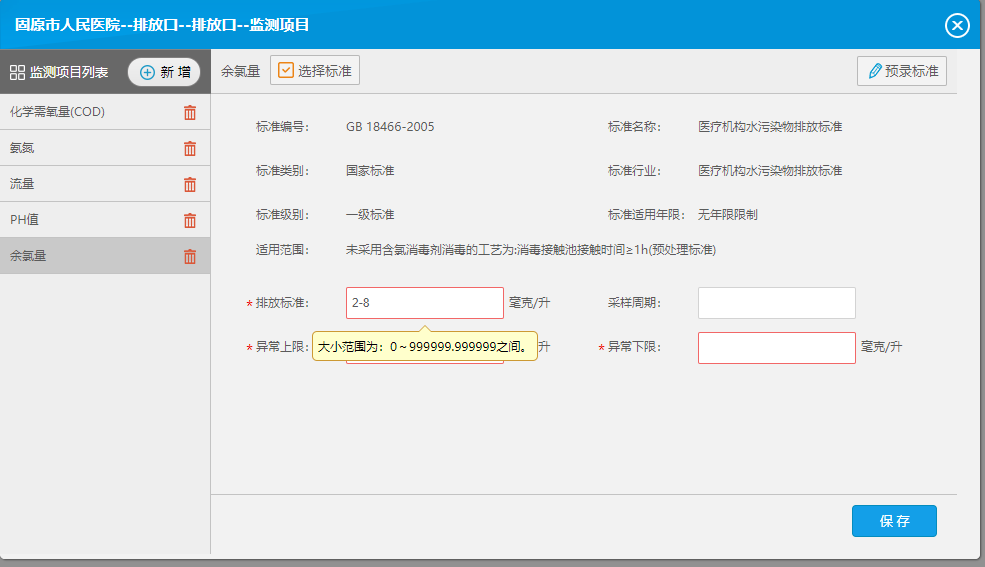 固原市人民医院--排放口--排放口--监测项目
监测项目列表 新 增
余氯量 选择标准 预录标准
化学需氧量(COD)
氨氮
流量
PH值
余氯量
标准编号： GB 18466-2005 标准名称： 医疗机构水污染物排放标准
标准类别： 国家标准 标准行业： 医疗机构水污染物排放标准
标准级别： 一级标准 标准适用年限： 无年限限制
适用范围： 未采用含氯消毒剂消毒的工艺为:消毒接触池接触时间≥1h(预处理标准)
* 排放标准： 2-8 毫克/升 采样周期：
* 异常上限： 大小范围为：0～999999.999999之间。 升 * 异常下限： 毫克/升
保 存